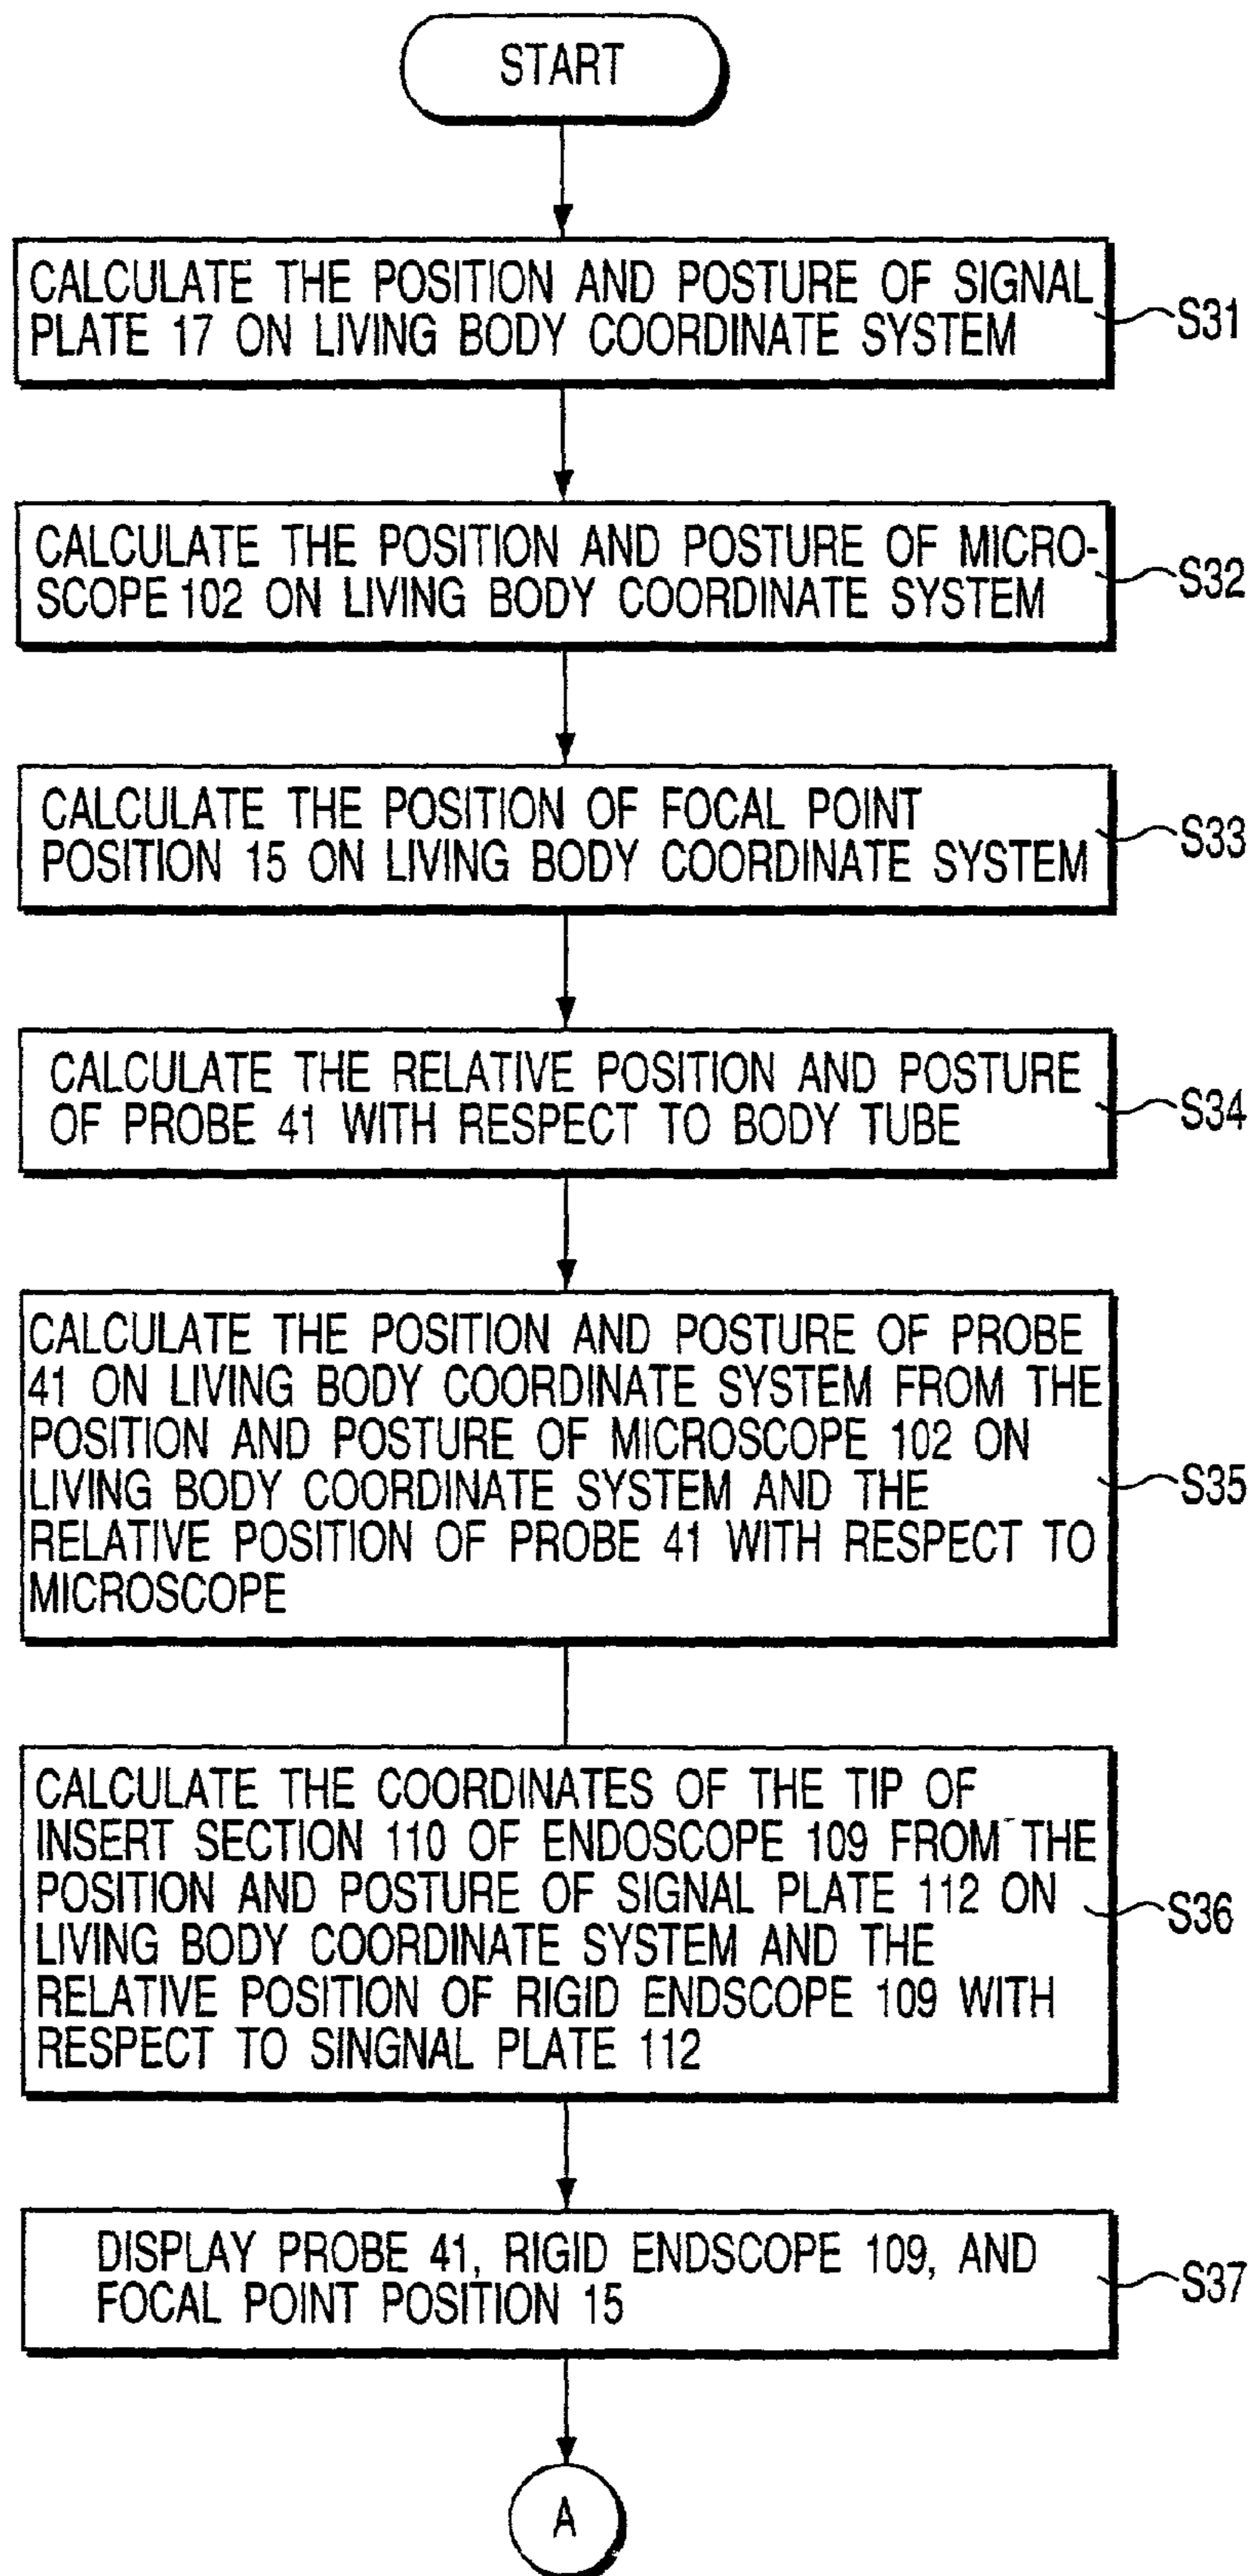 START
CALCULATE THE POSITION AND POSTURE OF SIGNAL
PLATE 17 ON LIVING BODY COORDINATE SYSTEM
S31
CALCULATE THE POSITION AND POSTURE OF MICRO-
SCOPE 102 ON LIVING BODY COORDINATE SYSTEM
S32
CALCULATE THE POSITION OF FOCAL POINT
POSITION 15 ON LIVING BODY COORDINATE SYSTEM
S33
CALCULATE THE RELATIVE POSITION AND POSTURE
OF PROBE 41 WITH RESPECT TO BODY TUBE
S34
CALCULATE THE POSITION AND POSTURE OF PROBE
41 ON LIVING BODY COORDINATE SYSTEM FROM THE
POSITION AND POSTURE OF MICROSCOPE 102 ON
LIVING BODY COORDINATE SYSTEM AND THE
RELATIVE POSITION OF PROBE 41 WITH RESPECT TO
MICROSCOPE
S35
CALCULATE THE COORDINATES OF THE TIP OF
INSERT SECTION 110 OF ENDOSCOPE 109 FROM THE
POSITION AND POSTURE OF SIGNAL PLATE 112 ON
LIVING BODY COORDINATE SYSTEM AND THE
RELATIVE POSITION OF RIGID ENDSCOPE 109 WITH
RESPECT TO SINGNAL PLATE 112
S36
DISPLAY PROBE 41, RIGID ENDSCOPE 109, AND
FOCAL POINT POSITION 15
S37
A